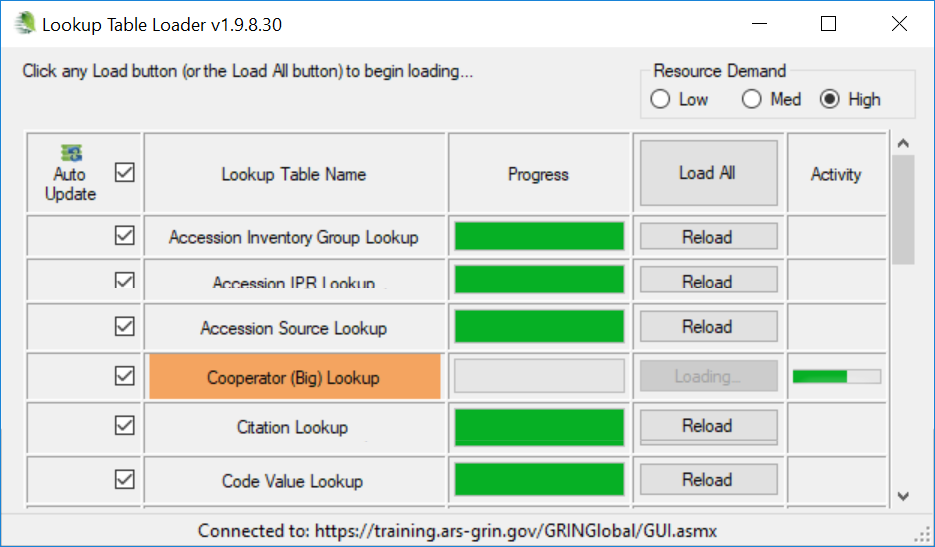 Lookup Table Loader v1.9.8.30
Click any Load button (or the Load All button) to begin loading...
Resource Demand
Low Med High
Auto Update
Lookup Table Name
Progress
Load All
Activity
Accession Inventory Group Lookup
Reload
Accession IPR Lookup
Reload
Accession Source Lookup
Reload
Cooperator (Big) Lookup
Loading...
Citation Lookup
Reload
Code Value Lookup
Reload
Connected to: https://training.ars-grin.gov/GRINGlobal/GUI.asmx